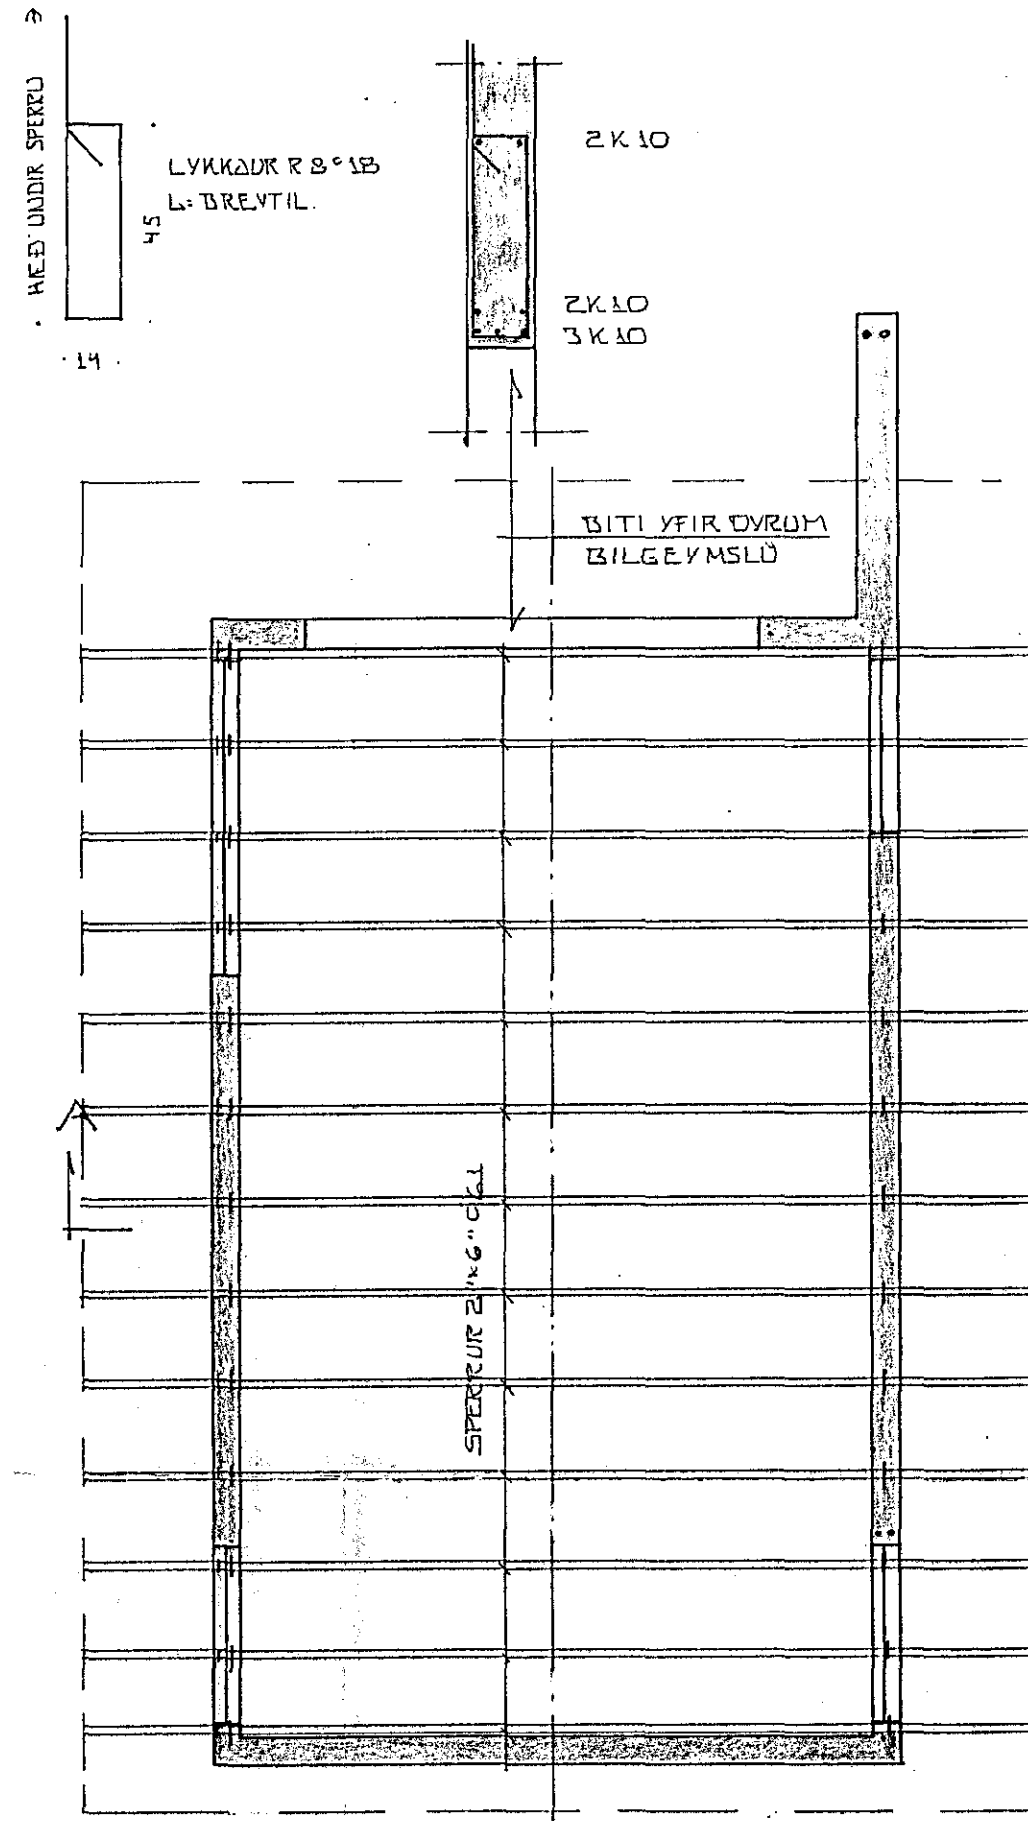 HÆÐ UNDIR SPERRU
LYKKJUR R 8 c 18
L= BREYTIL.
45
14
2K10
2K10
3K10
BITI YFIR DYRUM
BILGEYMSLU
SPERRUR 2"x6" c 61